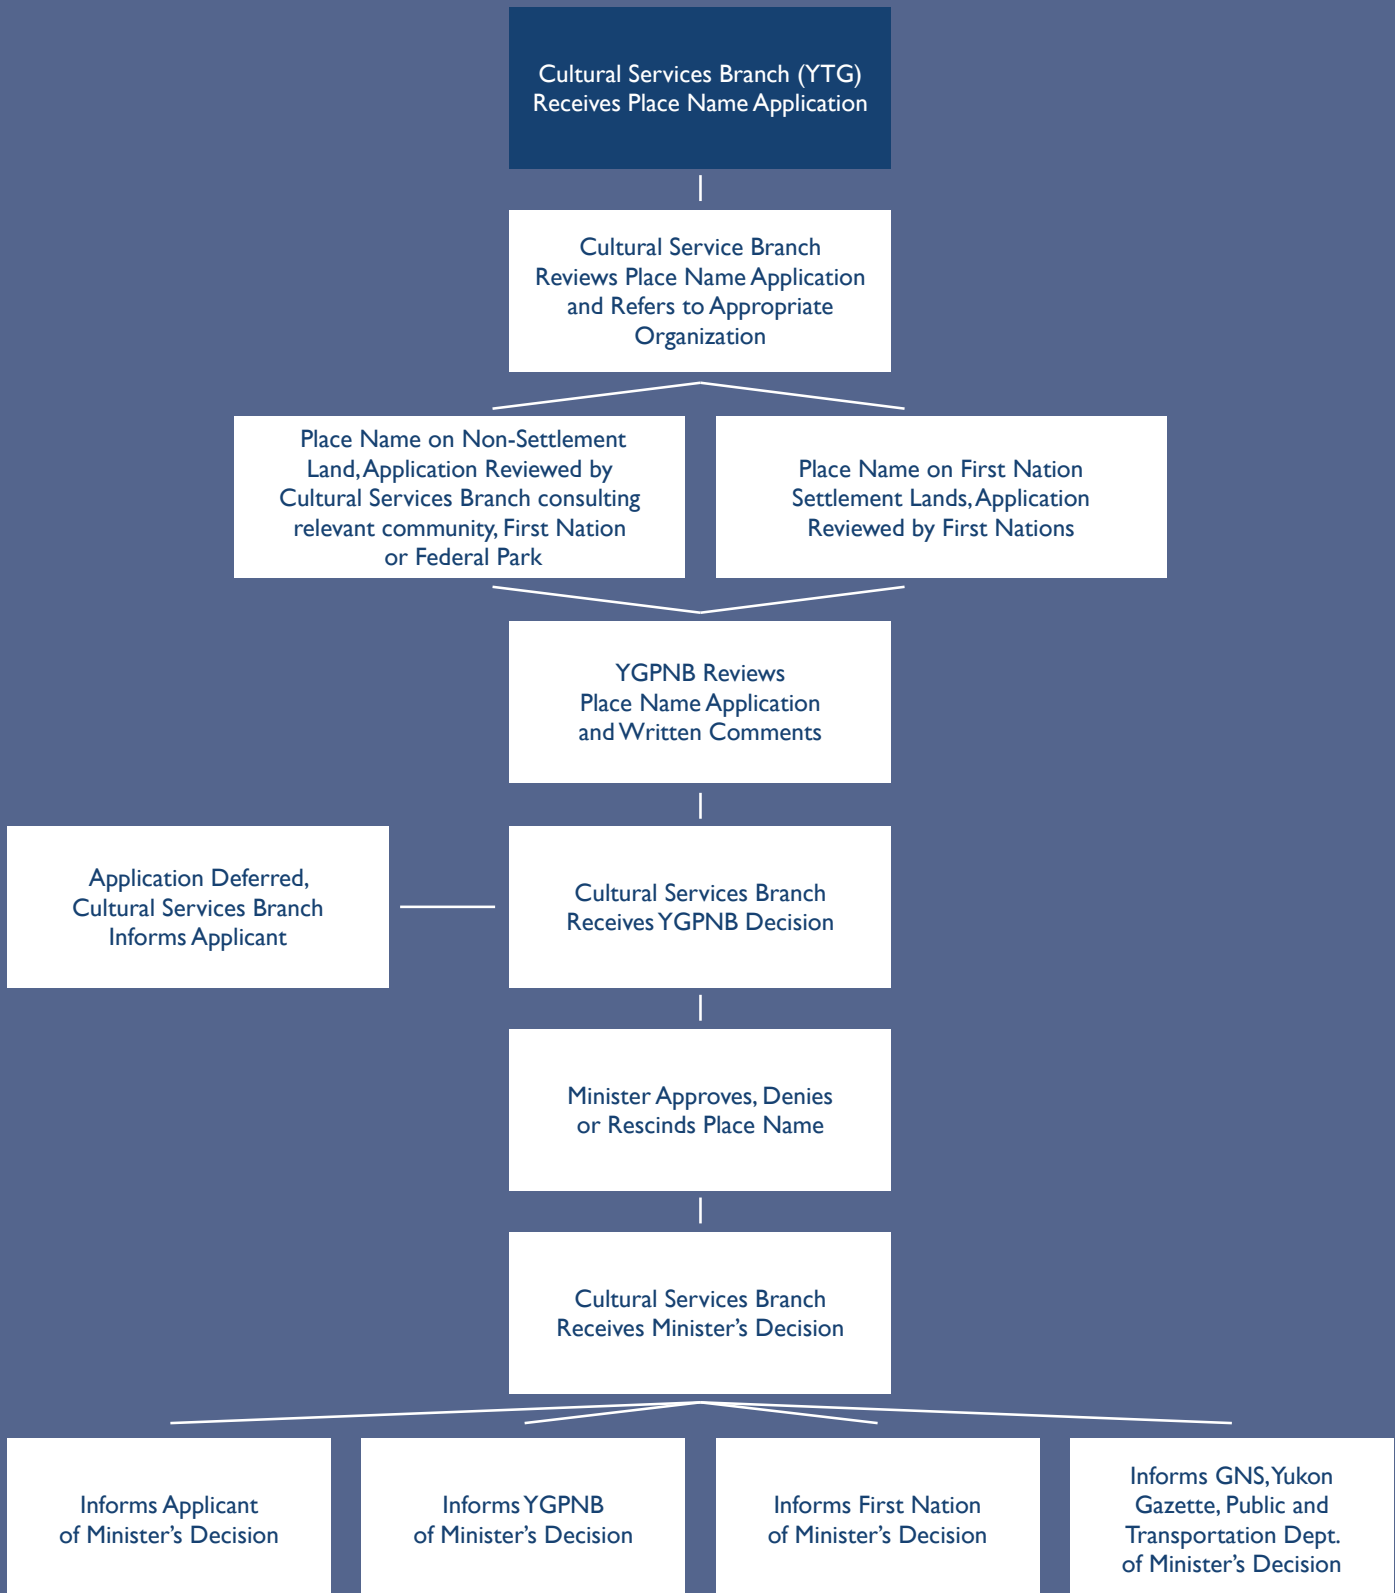 Cultural Services Branch (YTG)
Receives Place Name Application
Cultural Service Branch
Reviews Place Name Application
and Refers to Appropriate
Organization
Place Name on Non-Settlement
Land, Application Reviewed by
Cultural Services Branch consulting
relevant community, First Nation
or Federal Park
Place Name on First Nation
Settlement Lands, Application
Reviewed by First Nations
YGPNB Reviews
Place Name Application
and Written Comments
Application Deferred,
Cultural Services Branch
Informs Applicant
Cultural Services Branch
Receives YGPNB Decision
Minister Approves, Denies
or Rescinds Place Name
Cultural Services Branch
Receives Minister’s Decision
Informs Applicant
of Minister’s Decision
Informs YGPNB
of Minister’s Decision
Informs First Nation
of Minister’s Decision
Informs GNS, Yukon
Gazette, Public and
Transportation Dept.
of Minister’s Decision